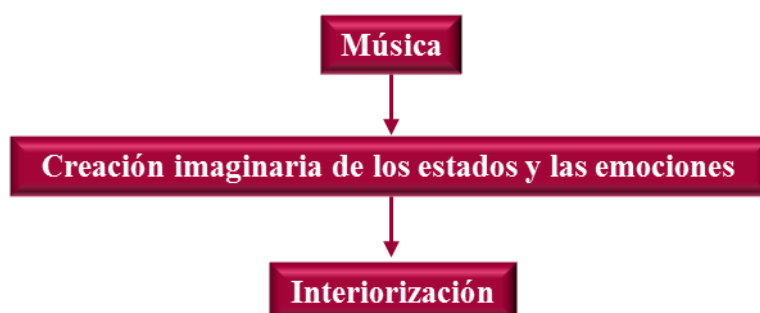 Música
Creación imaginaria de los estados y las emociones
Interiorización